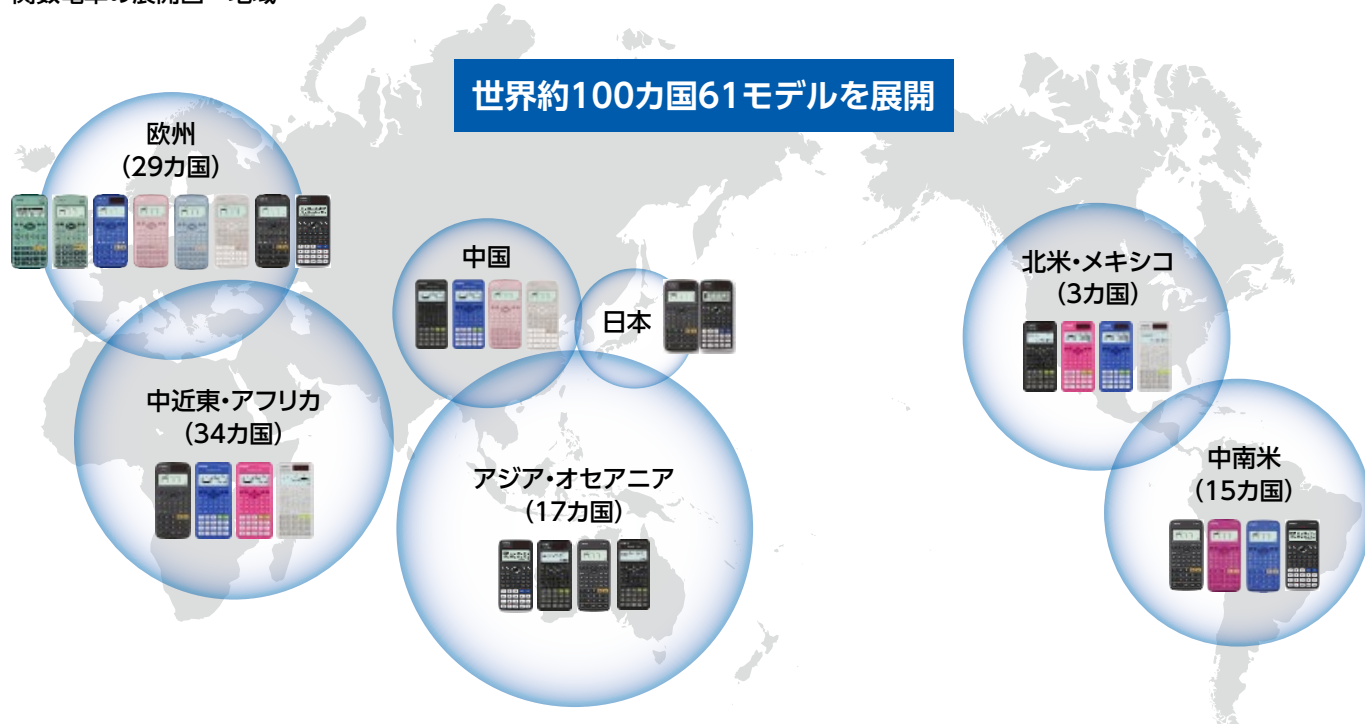 世界約100カ国61モデルを展開
欧州
(29カ国)
中国
日本
北米・メキシコ
(3カ国)
中近東・アフリカ
(34カ国)
アジア・オセアニア
(17カ国)
中南米
(15カ国)